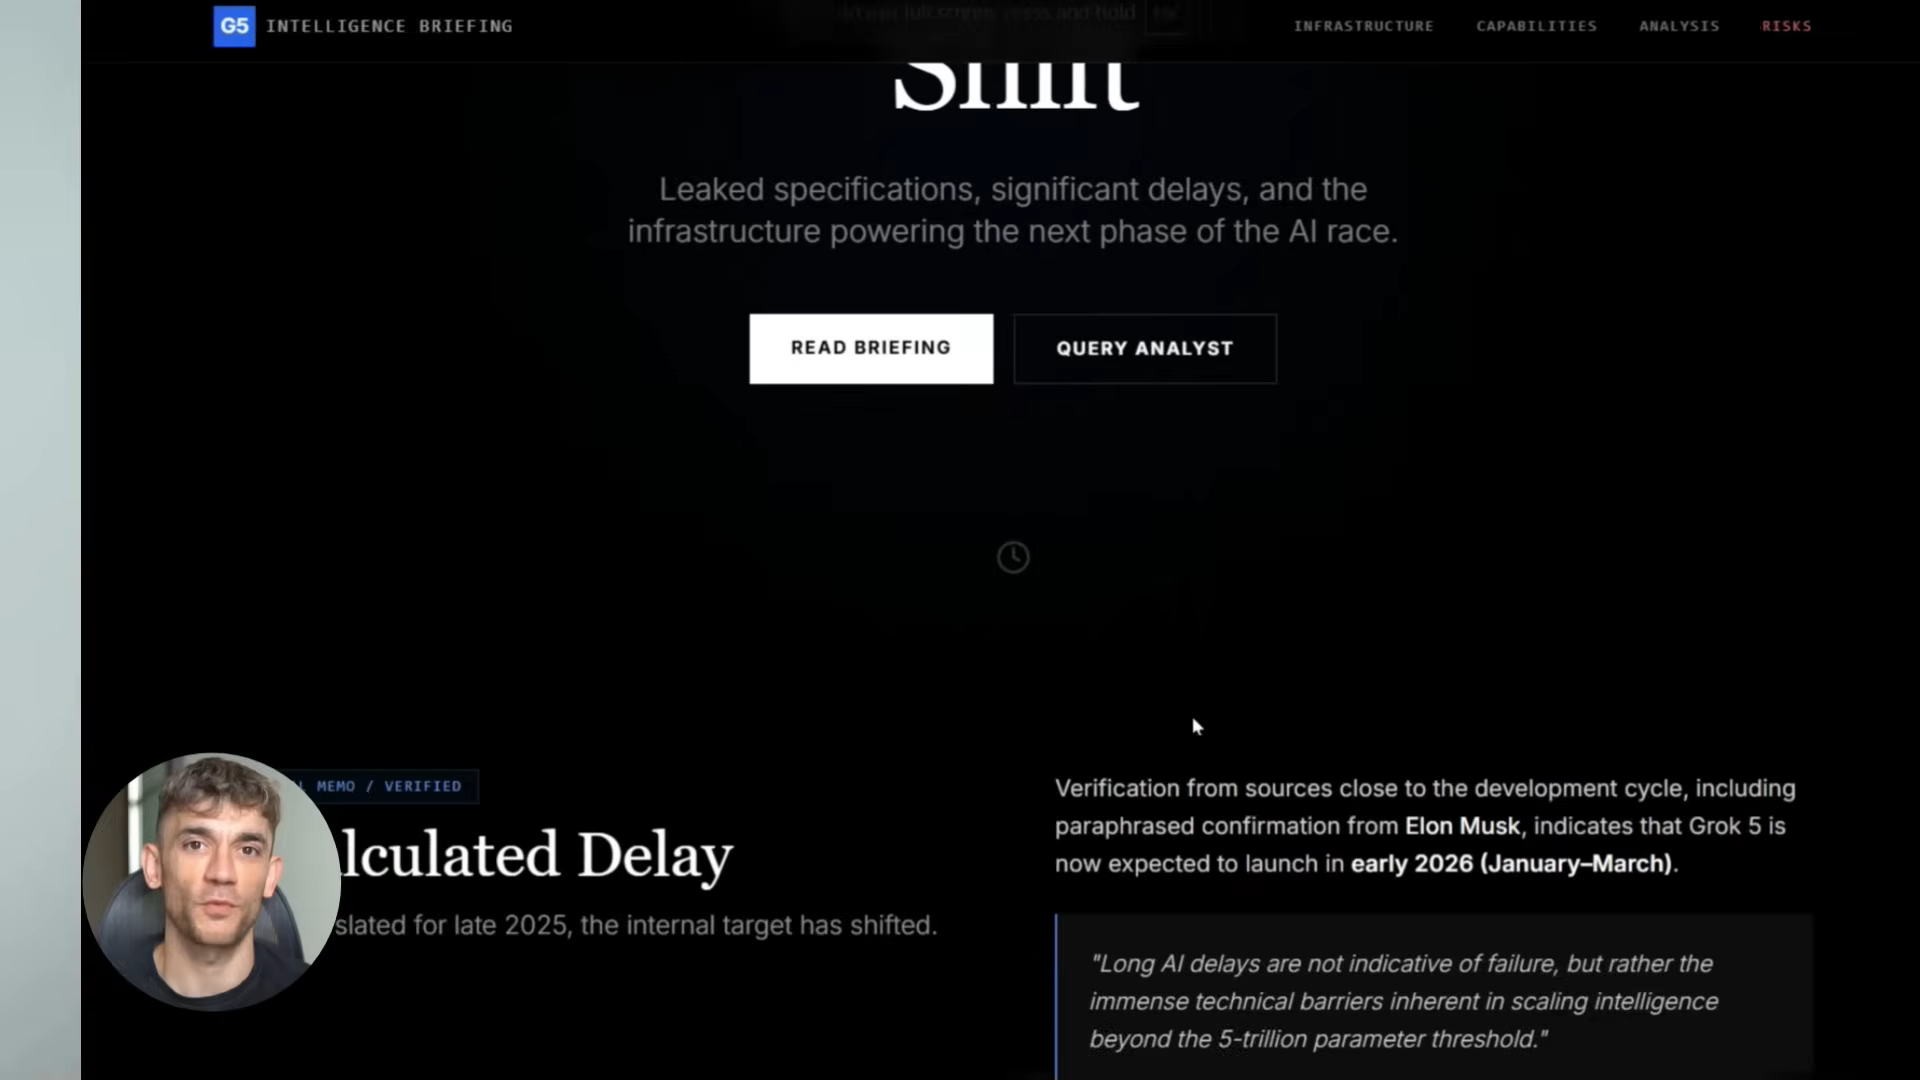 G5 INTELLIGENCE BRIEFING
INFRASTRUCTURE CAPABILITIES ANALYSIS RISKS
Shift
Leaked specifications, significant delays, and the
infrastructure powering the next phase of the AI race.
READ BRIEFING QUERY ANALYST
MEMO / VERIFIED
lculated Delay
slated for late 2025, the internal target has shifted.
Verification from sources close to the development cycle, including
paraphrased confirmation from Elon Musk, indicates that Grok 5 is
now expected to launch in early 2026 (January–March).
"Long AI delays are not indicative of failure, but rather the
immense technical barriers inherent in scaling intelligence
beyond the 5-trillion parameter threshold."